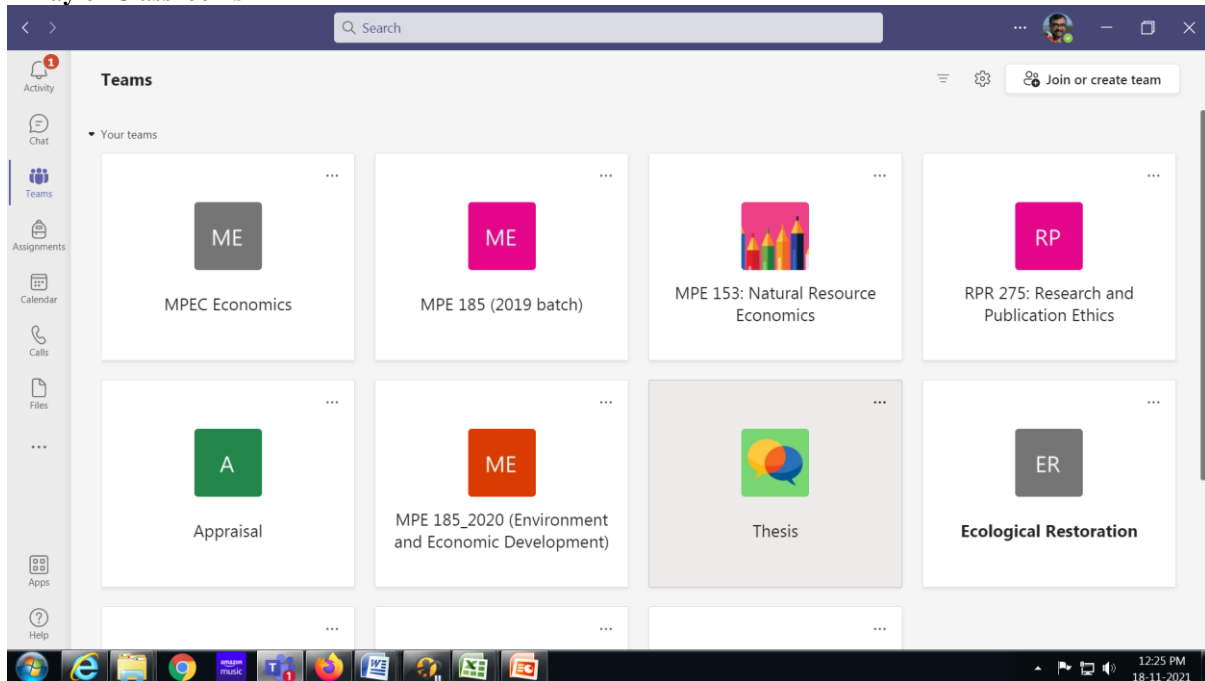 Search
1
Activity
Teams
Join or create team
Chat
Your teams
Teams
ME
ME
RP
Assignments
MPEC Economics
MPE 185 (2019 batch)
MPE 153: Natural Resource
Economics
RPR 275: Research and
Publication Ethics
Calendar
Calls
Files
A
ME
ER
Appraisal
MPE 185_2020 (Environment
and Economic Development)
Thesis
Ecological Restoration
Apps
Help
amazon
music
T
1
12:25 PM
18-11-2021